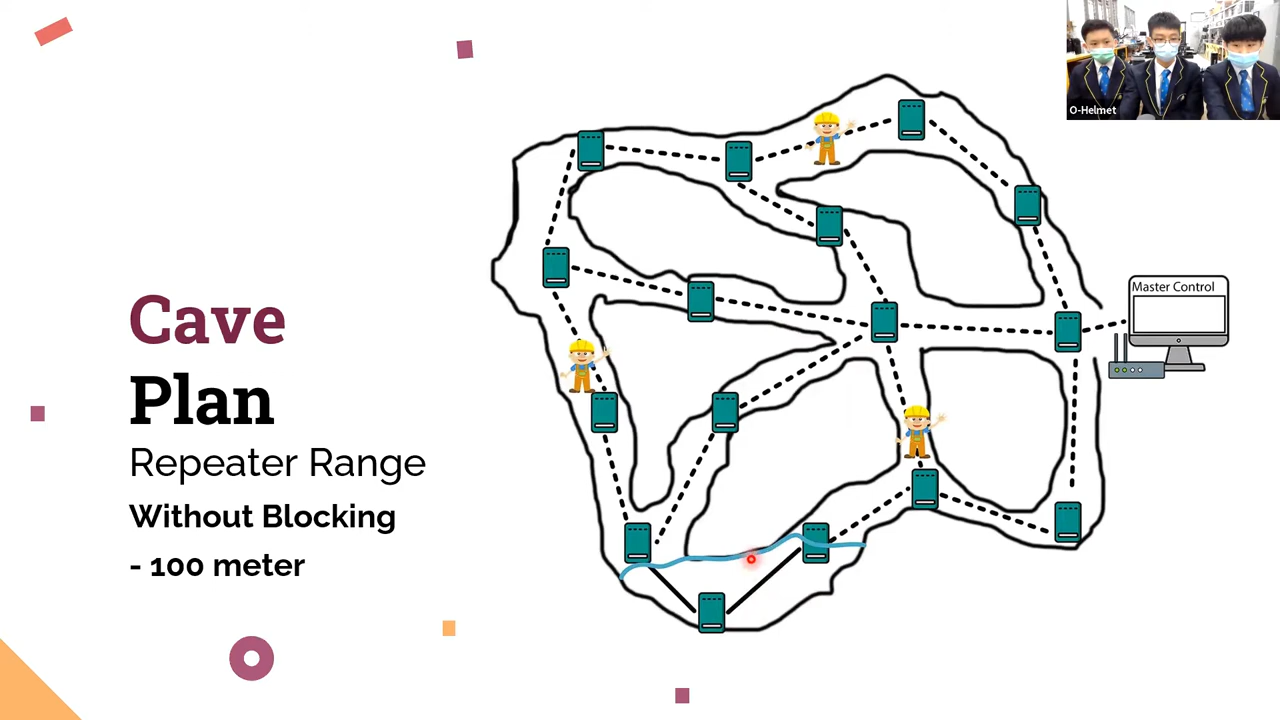 O-Helmet
Master Control
Cave
Plan
Repeater Range
Without Blocking
- 100 meter